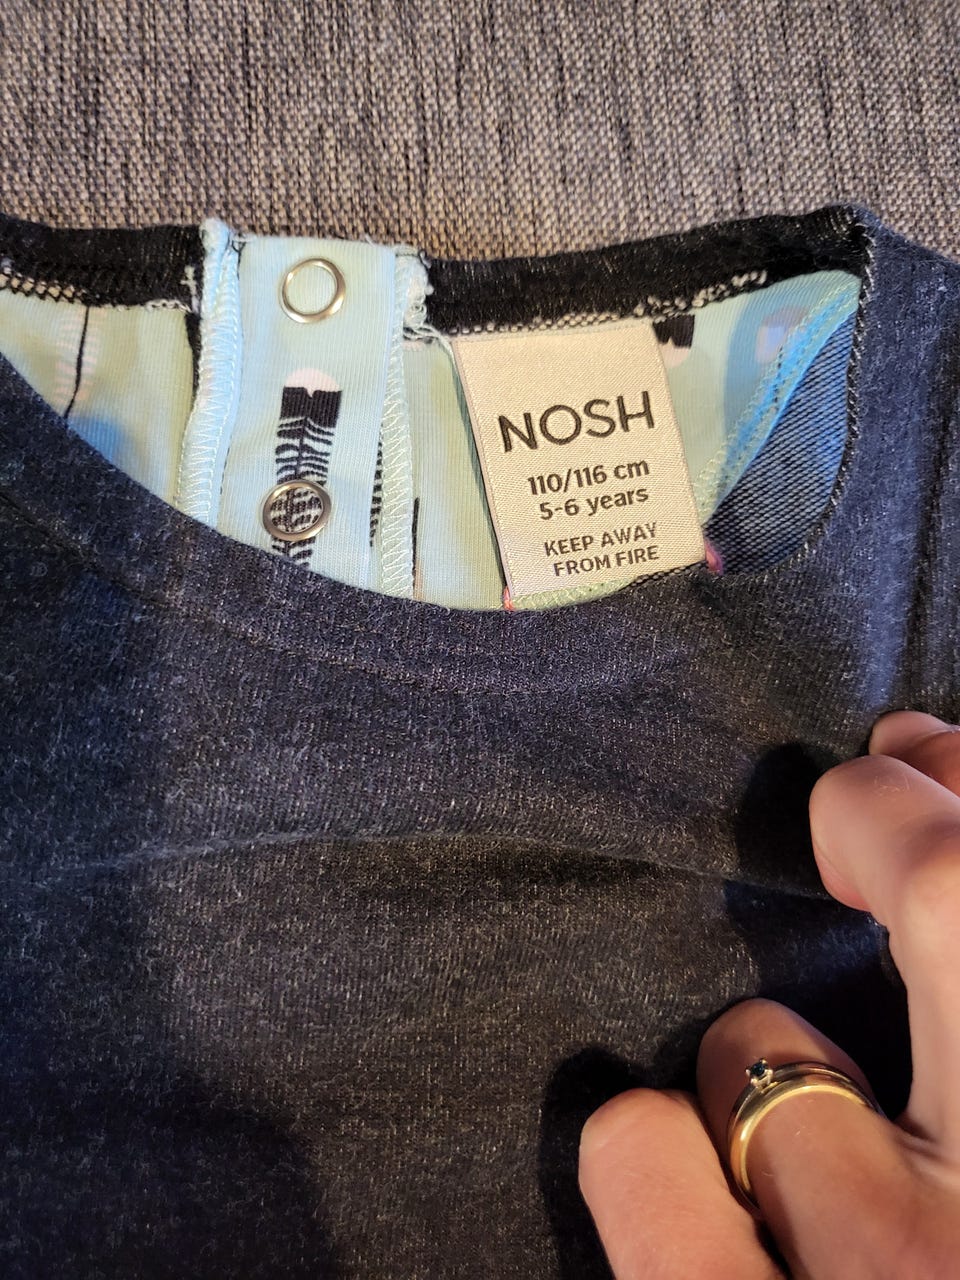 NOSH
110/116 cm
5-6 years
KEEP AWAY
FROM FIRE